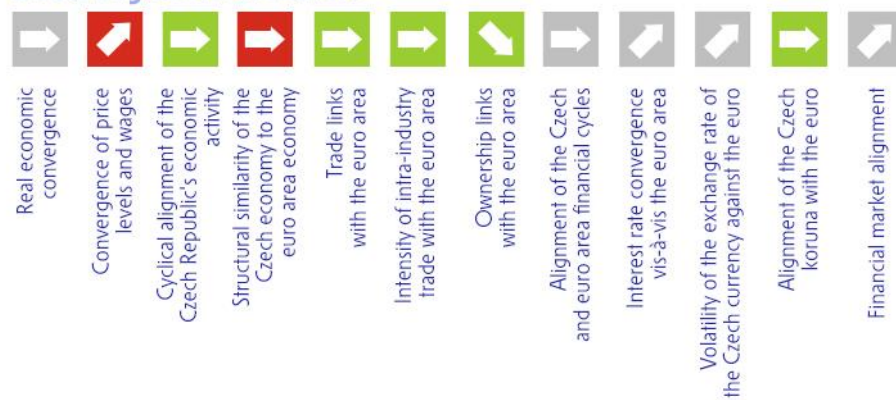 Real economic
convergence
Convergence of price
levels and wages
Cyclical alignment of the
Czech Republic's economic
activity
Structural similarity of the
Czech economy to the
euro area economy
Trade links
with the euro area
Intensity of intra-industry
trade with the euro area
Ownership links
with the euro area
Alignment of the Czech
and euro area financial cycles
Interest rate convergence
vis-à-vis the euro area
Volatility of the exchange rate of
the Czech currency against the euro
Alignment of the Czech
koruna with the euro
Financial market alignment